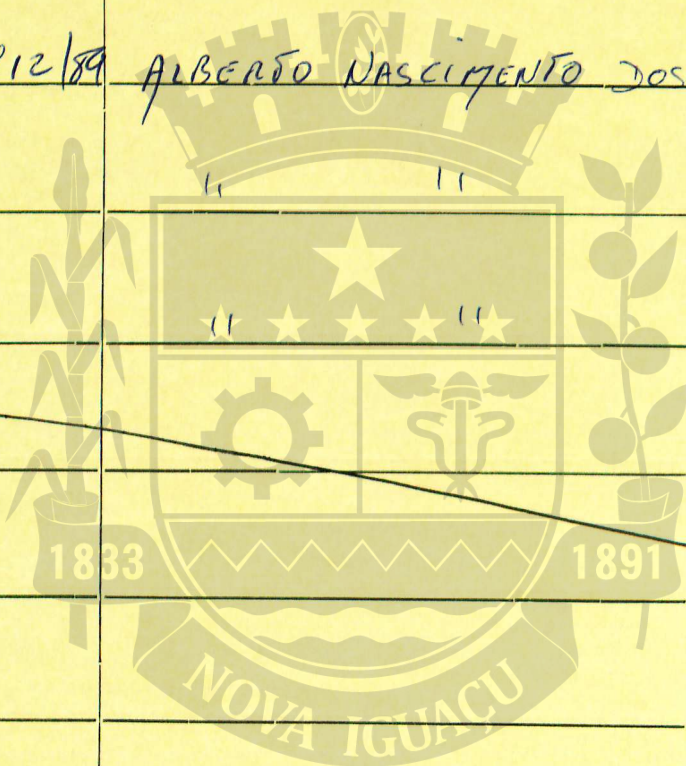 12/89 ALBERTO NASCIMENTO DOS
" "
" "
1833 1891
NOVA IGUAÇU